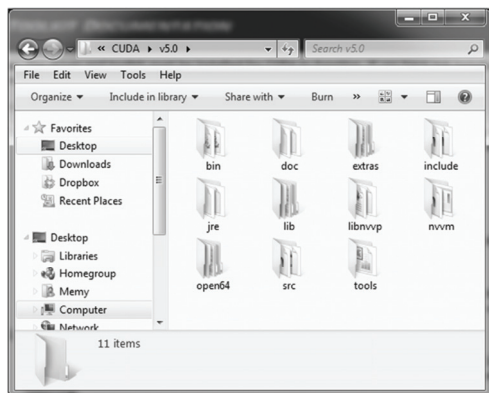 « CUDA ▸ v5.0 ▸
Search v5.0
File Edit View Tools Help
Organize ▾ Include in library ▾ Share with ▾ Burn »
Favorites
Desktop
Downloads
Dropbox
Recent Places
Desktop
Libraries
Homegroup
Memy
Computer
Network
bin doc extras include
jre lib libnvvp nvvm
open64 src tools
11 items